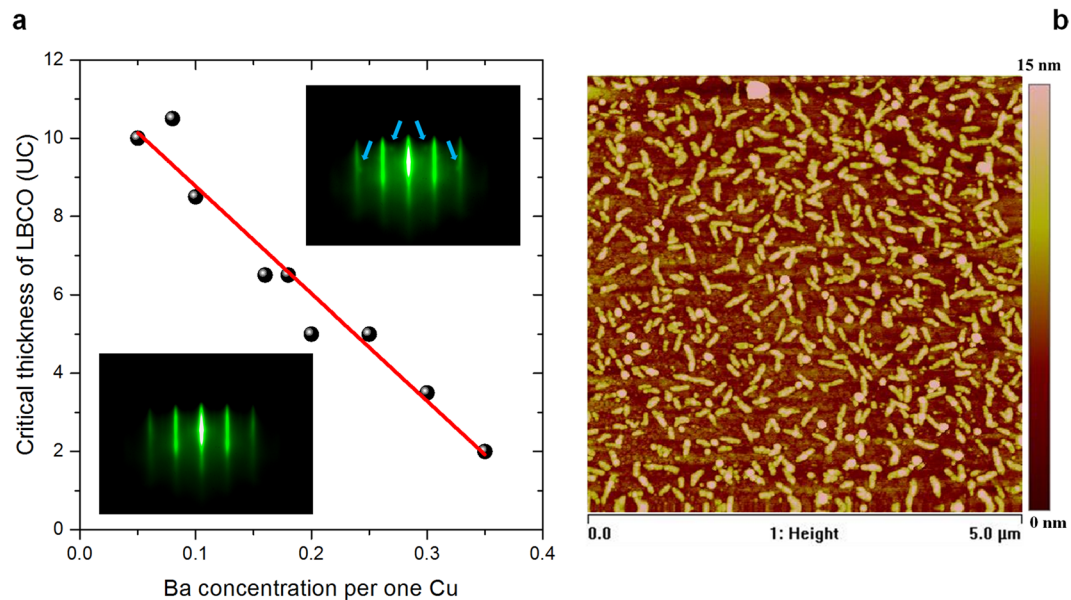 a
b
12
10
8
6
4
2
0
Critical thickness of LBCO (UC)
0.0
0.1
0.2
0.3
0.4
Ba concentration per one Cu
15 nm
0 nm
0.0
1: Height
5.0 µm